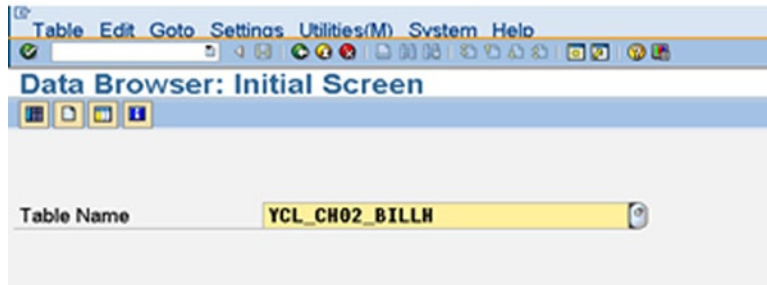 Table Edit Goto Settings Utilities(M) System Help
Data Browser: Initial Screen
Table Name YCL_CH02_BILLH